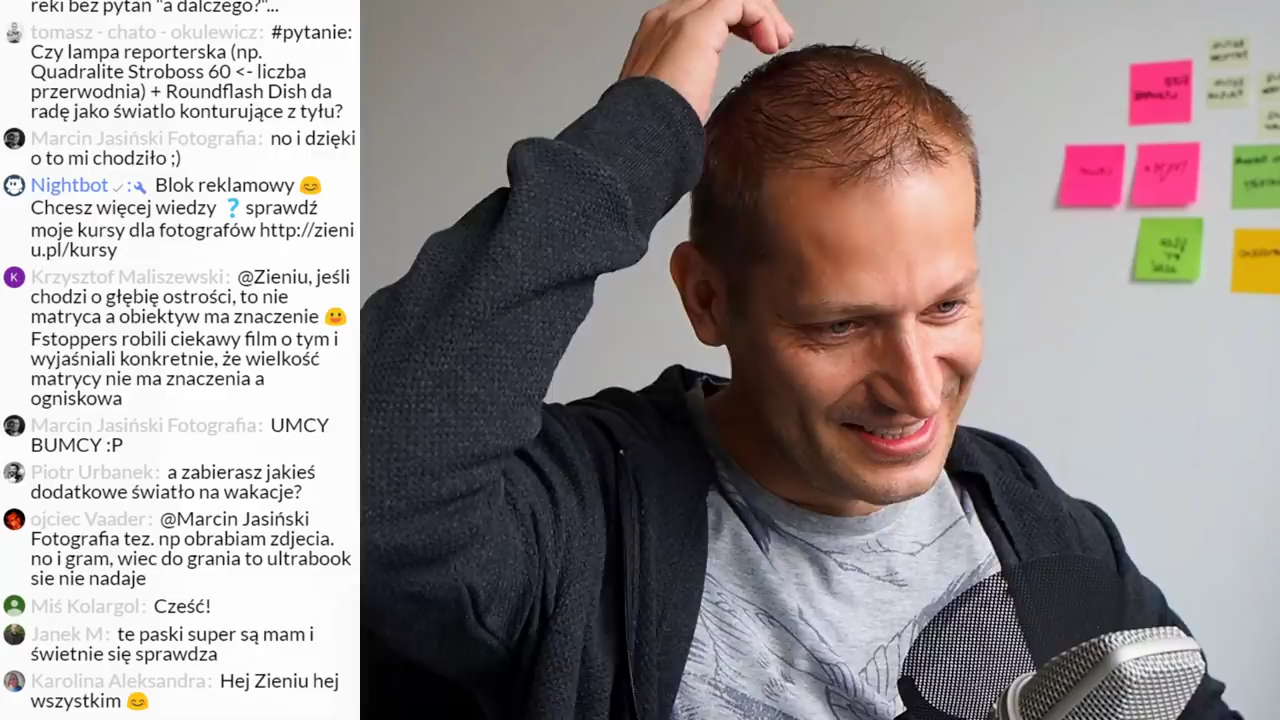 ręki bez pytań "a dalczego?"...
tomasz - chato - okulewicz: #pytanie:
Czy lampa reporterska (np.
Quadralite Stroboss 60 <- liczba
przerwodnia) + Roundflash Dish da
radę jako światlo konturujące z tyłu?
Marcin Jasiński Fotografia: no i dzięki
o to mi chodziło ;)
Nightbot ✓:🔧 Blok reklamowy 😊
Chcesz więcej wiedzy ❓ sprawdź
moje kursy dla fotografów http://zieni
u.pl/kursy
K Krzysztof Maliszewski: @Zieniu, jeśli
chodzi o głębię ostrości, to nie
matryca a obiektyw ma znaczenie 😛
Fstoppers robili ciekawy film o tym i
wyjaśniali konkretnie, że wielkość
matrycy nie ma znaczenia a
ogniskowa
Marcin Jasiński Fotografia: UMCY
BUMCY :P
Piotr Urbanek: a zabierasz jakieś
dodatkowe światło na wakacje?
ojciec Vaader: @Marcin Jasiński
Fotografia tez. np obrabiam zdjecia.
no i gram, wiec do grania to ultrabook
sie nie nadaje
Miś Kolargol: Cześć!
Janek M: te paski super są mam i
świetnie się sprawdza
Karolina Aleksandra: Hej Zieniu hej
wszystkim 😊